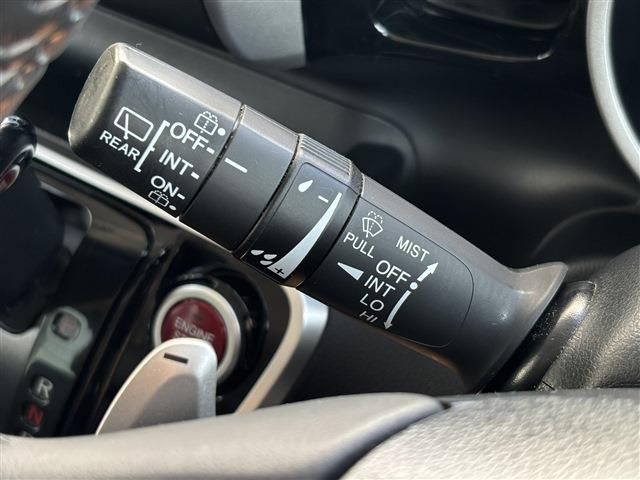 REAR
OFF-
INT-
ON-
-
+
PULL
MIST
OFF
INT
LO
HI
ENGINE
R
N